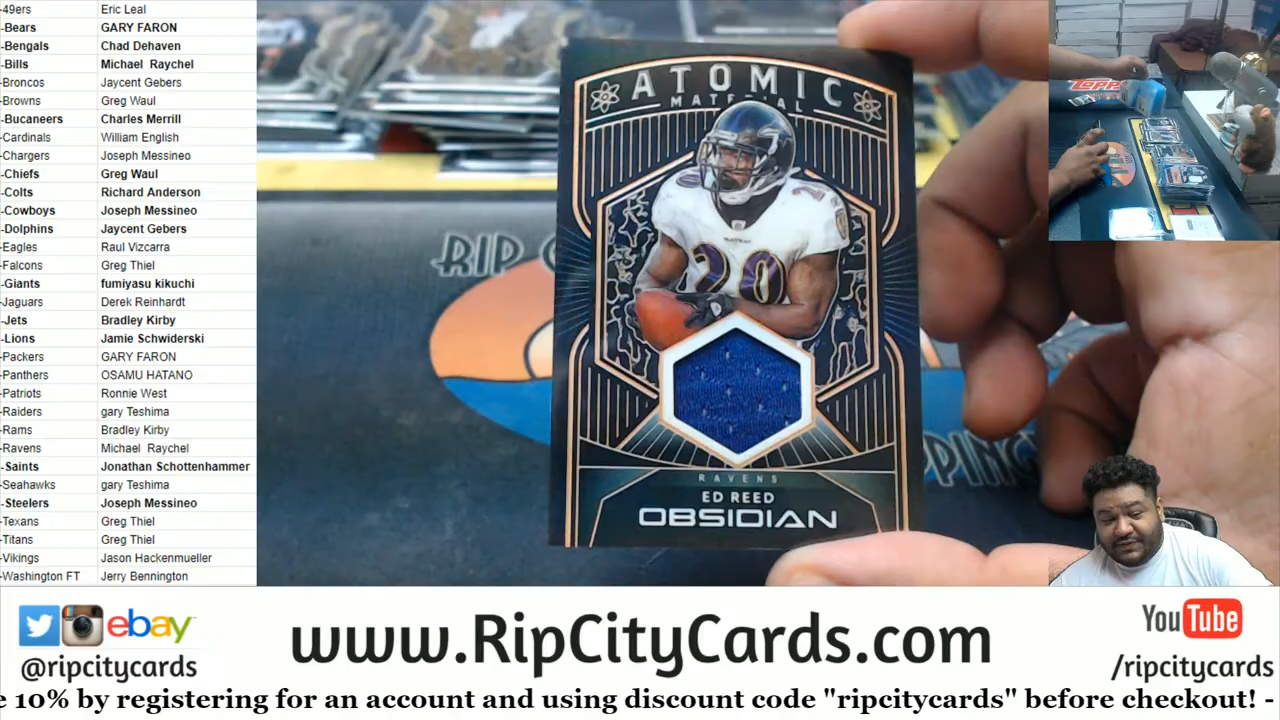 -49ers Eric Leal
-Bears GARY FARON
-Bengals Chad Dehaven
-Bills Michael Raychel
-Broncos Jaycent Gebers
-Browns Greg Waul
-Bucaneers Charles Merrill
-Cardinals William English
-Chargers Joseph Messineo
-Chiefs Greg Waul
-Colts Richard Anderson
-Cowboys Joseph Messineo
-Dolphins Jaycent Gebers
-Eagles Raul Vizcarra
-Falcons Greg Thiel
-Giants fumiyasu kikuchi
-Jaguars Derek Reinhardt
-Jets Bradley Kirby
-Lions Jamie Schwiderski
-Packers GARY FARON
-Panthers OSAMU HATANO
-Patriots Ronnie West
-Raiders gary Teshima
-Rams Bradley Kirby
-Ravens Michael Raychel
-Saints Jonathan Schottenhammer
-Seahawks gary Teshima
-Steelers Joseph Messineo
-Texans Greg Thiel
-Titans Greg Thiel
-Vikings Jason Hackenmueller
-Washington FT Jerry Bennington
ATOMIC
MATERIAL
20
RAVENS
ED REED
OBSIDIAN
RIP
PPING
TOPPS
ebay
@ripcitycards
www.RipCityCards.com
YouTube
/ripcitycards
e 10% by registering for an account and using discount code "ripcitycards" before checkout! -